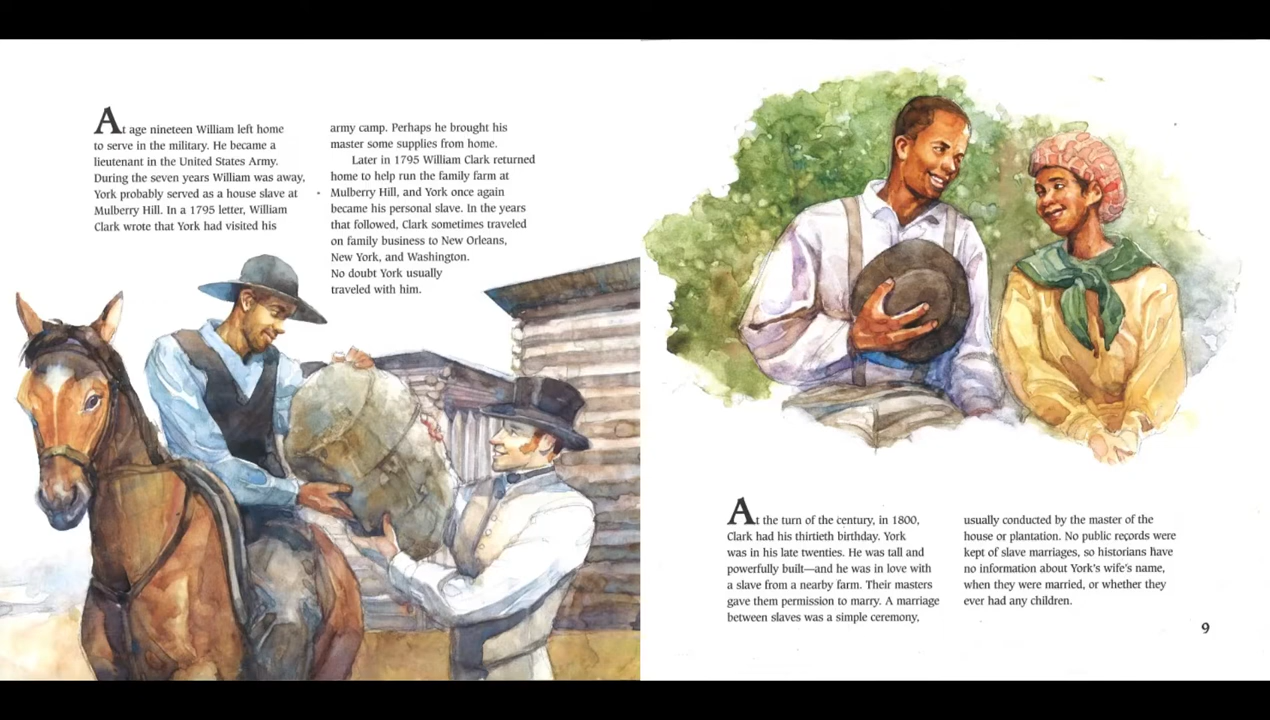 At age nineteen William left home
to serve in the military. He became a
lieutenant in the United States Army.
During the seven years William was away,
York probably served as a house slave at
Mulberry Hill. In a 1795 letter, William
Clark wrote that York had visited his
army camp. Perhaps he brought his
master some supplies from home.
Later in 1795 William Clark returned
home to help run the family farm at
Mulberry Hill, and York once again
became his personal slave. In the years
that followed, Clark sometimes traveled
on family business to New Orleans,
New York, and Washington.
No doubt York usually
traveled with him.
At the turn of the century, in 1800,
Clark had his thirtieth birthday. York
was in his late twenties. He was tall and
powerfully built—and he was in love with
a slave from a nearby farm. Their masters
gave them permission to marry. A marriage
between slaves was a simple ceremony,
usually conducted by the master of the
house or plantation. No public records were
kept of slave marriages, so historians have
no information about York's wife's name,
when they were married, or whether they
ever had any children.
9